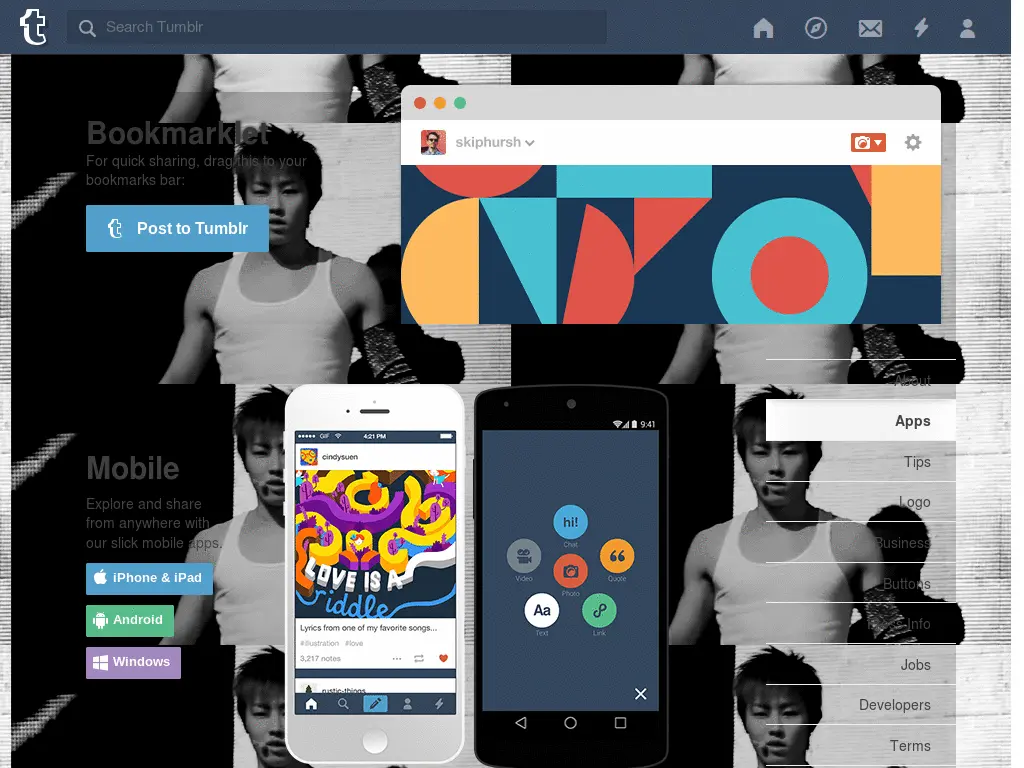 Search Tumblr
Bookmarklet
For quick sharing, drag this to your
bookmarks bar:
Post to Tumblr
skiphursh
About
Apps
Tips
Logo
Business
Buttons
Press Info
Jobs
Developers
Terms
Mobile
Explore and share
from anywhere with
our slick mobile apps.
iPhone & iPad
Android
Windows
GIF
4:21 PM
cindysuen
LOVE IS A
riddle
Lyrics from one of my favorite songs...
#illustration #love
3,217 notes
rustic-things
9:41
hi!
Chat
Video
Quote
Photo
Aa
Text
Link